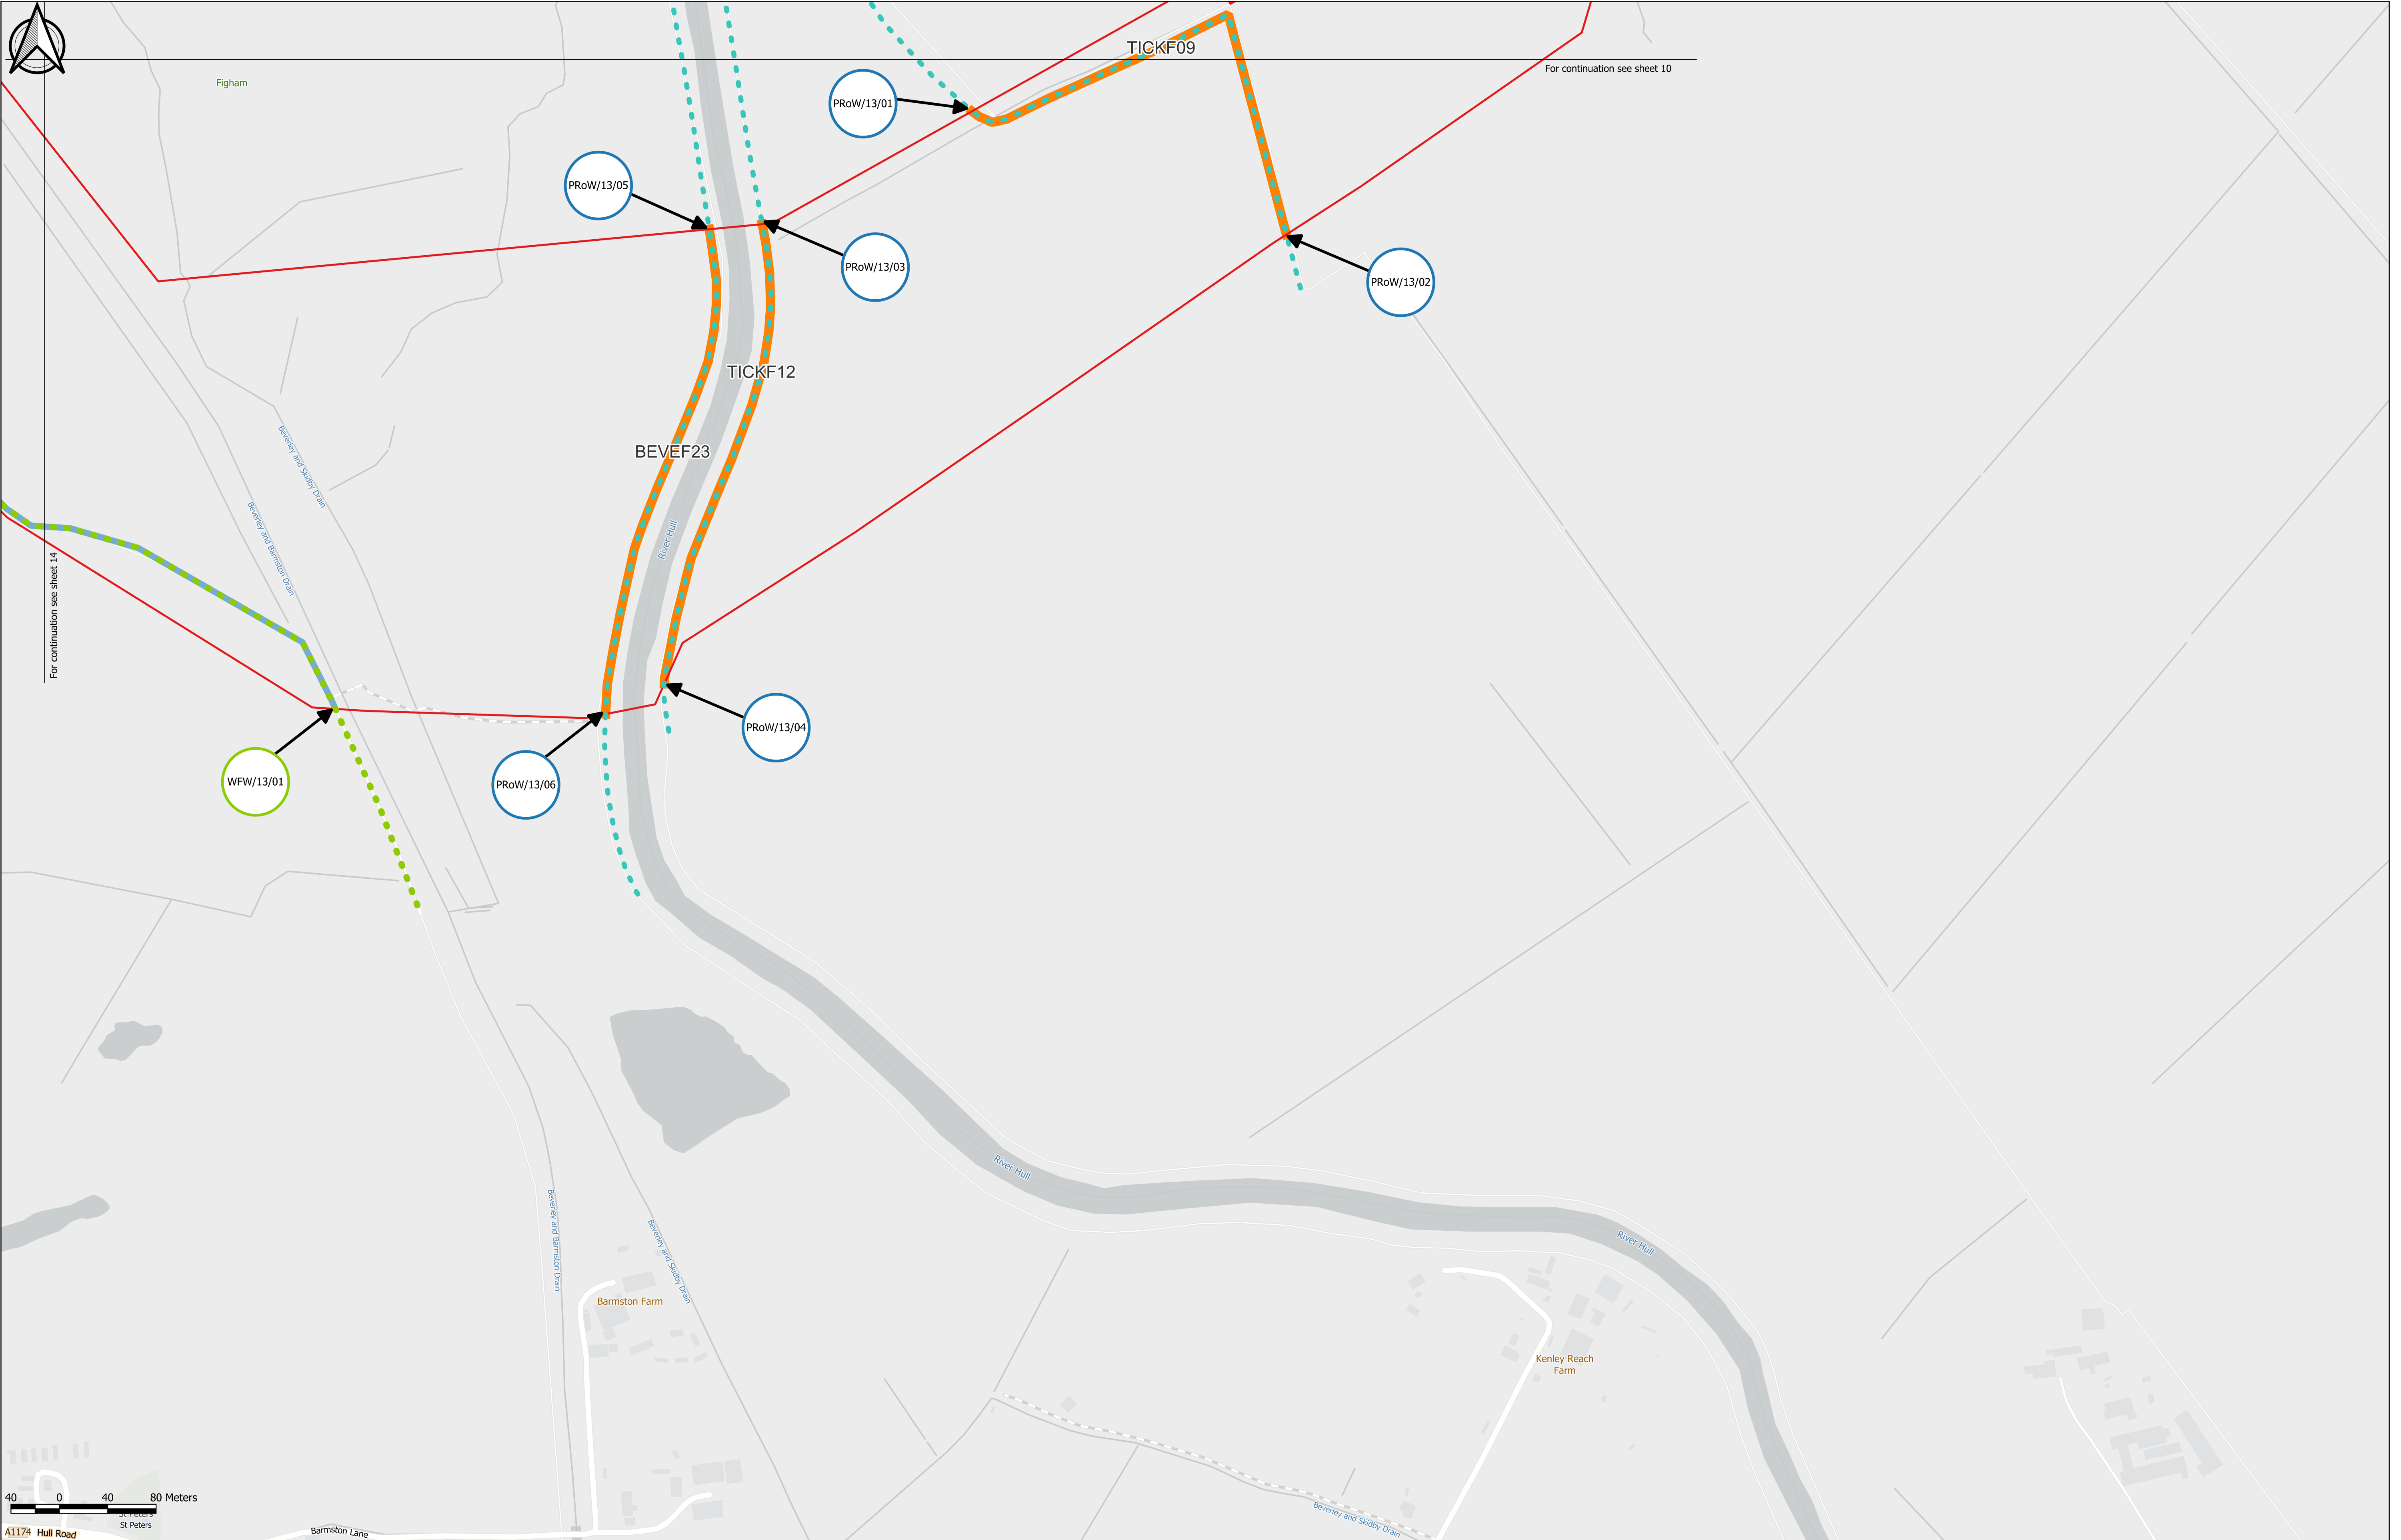 TICKF09
For continuation see sheet 10
Figham
PRoW/13/01
PRoW/13/05
PRoW/13/03
PRoW/13/02
TICKF12
BEVEF23
Beverley and Skidby Drain
Beverley and Barmston Drain
River Hull
For continuation see sheet 14
PRoW/13/04
WFW/13/01
PRoW/13/06
River Hull
Beverley and Barmston Drain
Beverley and Skidby Drain
River Hull
Barmston Farm
Kenley Reach
Farm
40 0 40 80 Meters
St Peters
St Peters
A1174 Hull Road
Barmston Lane
Beverley and Skidby Drain